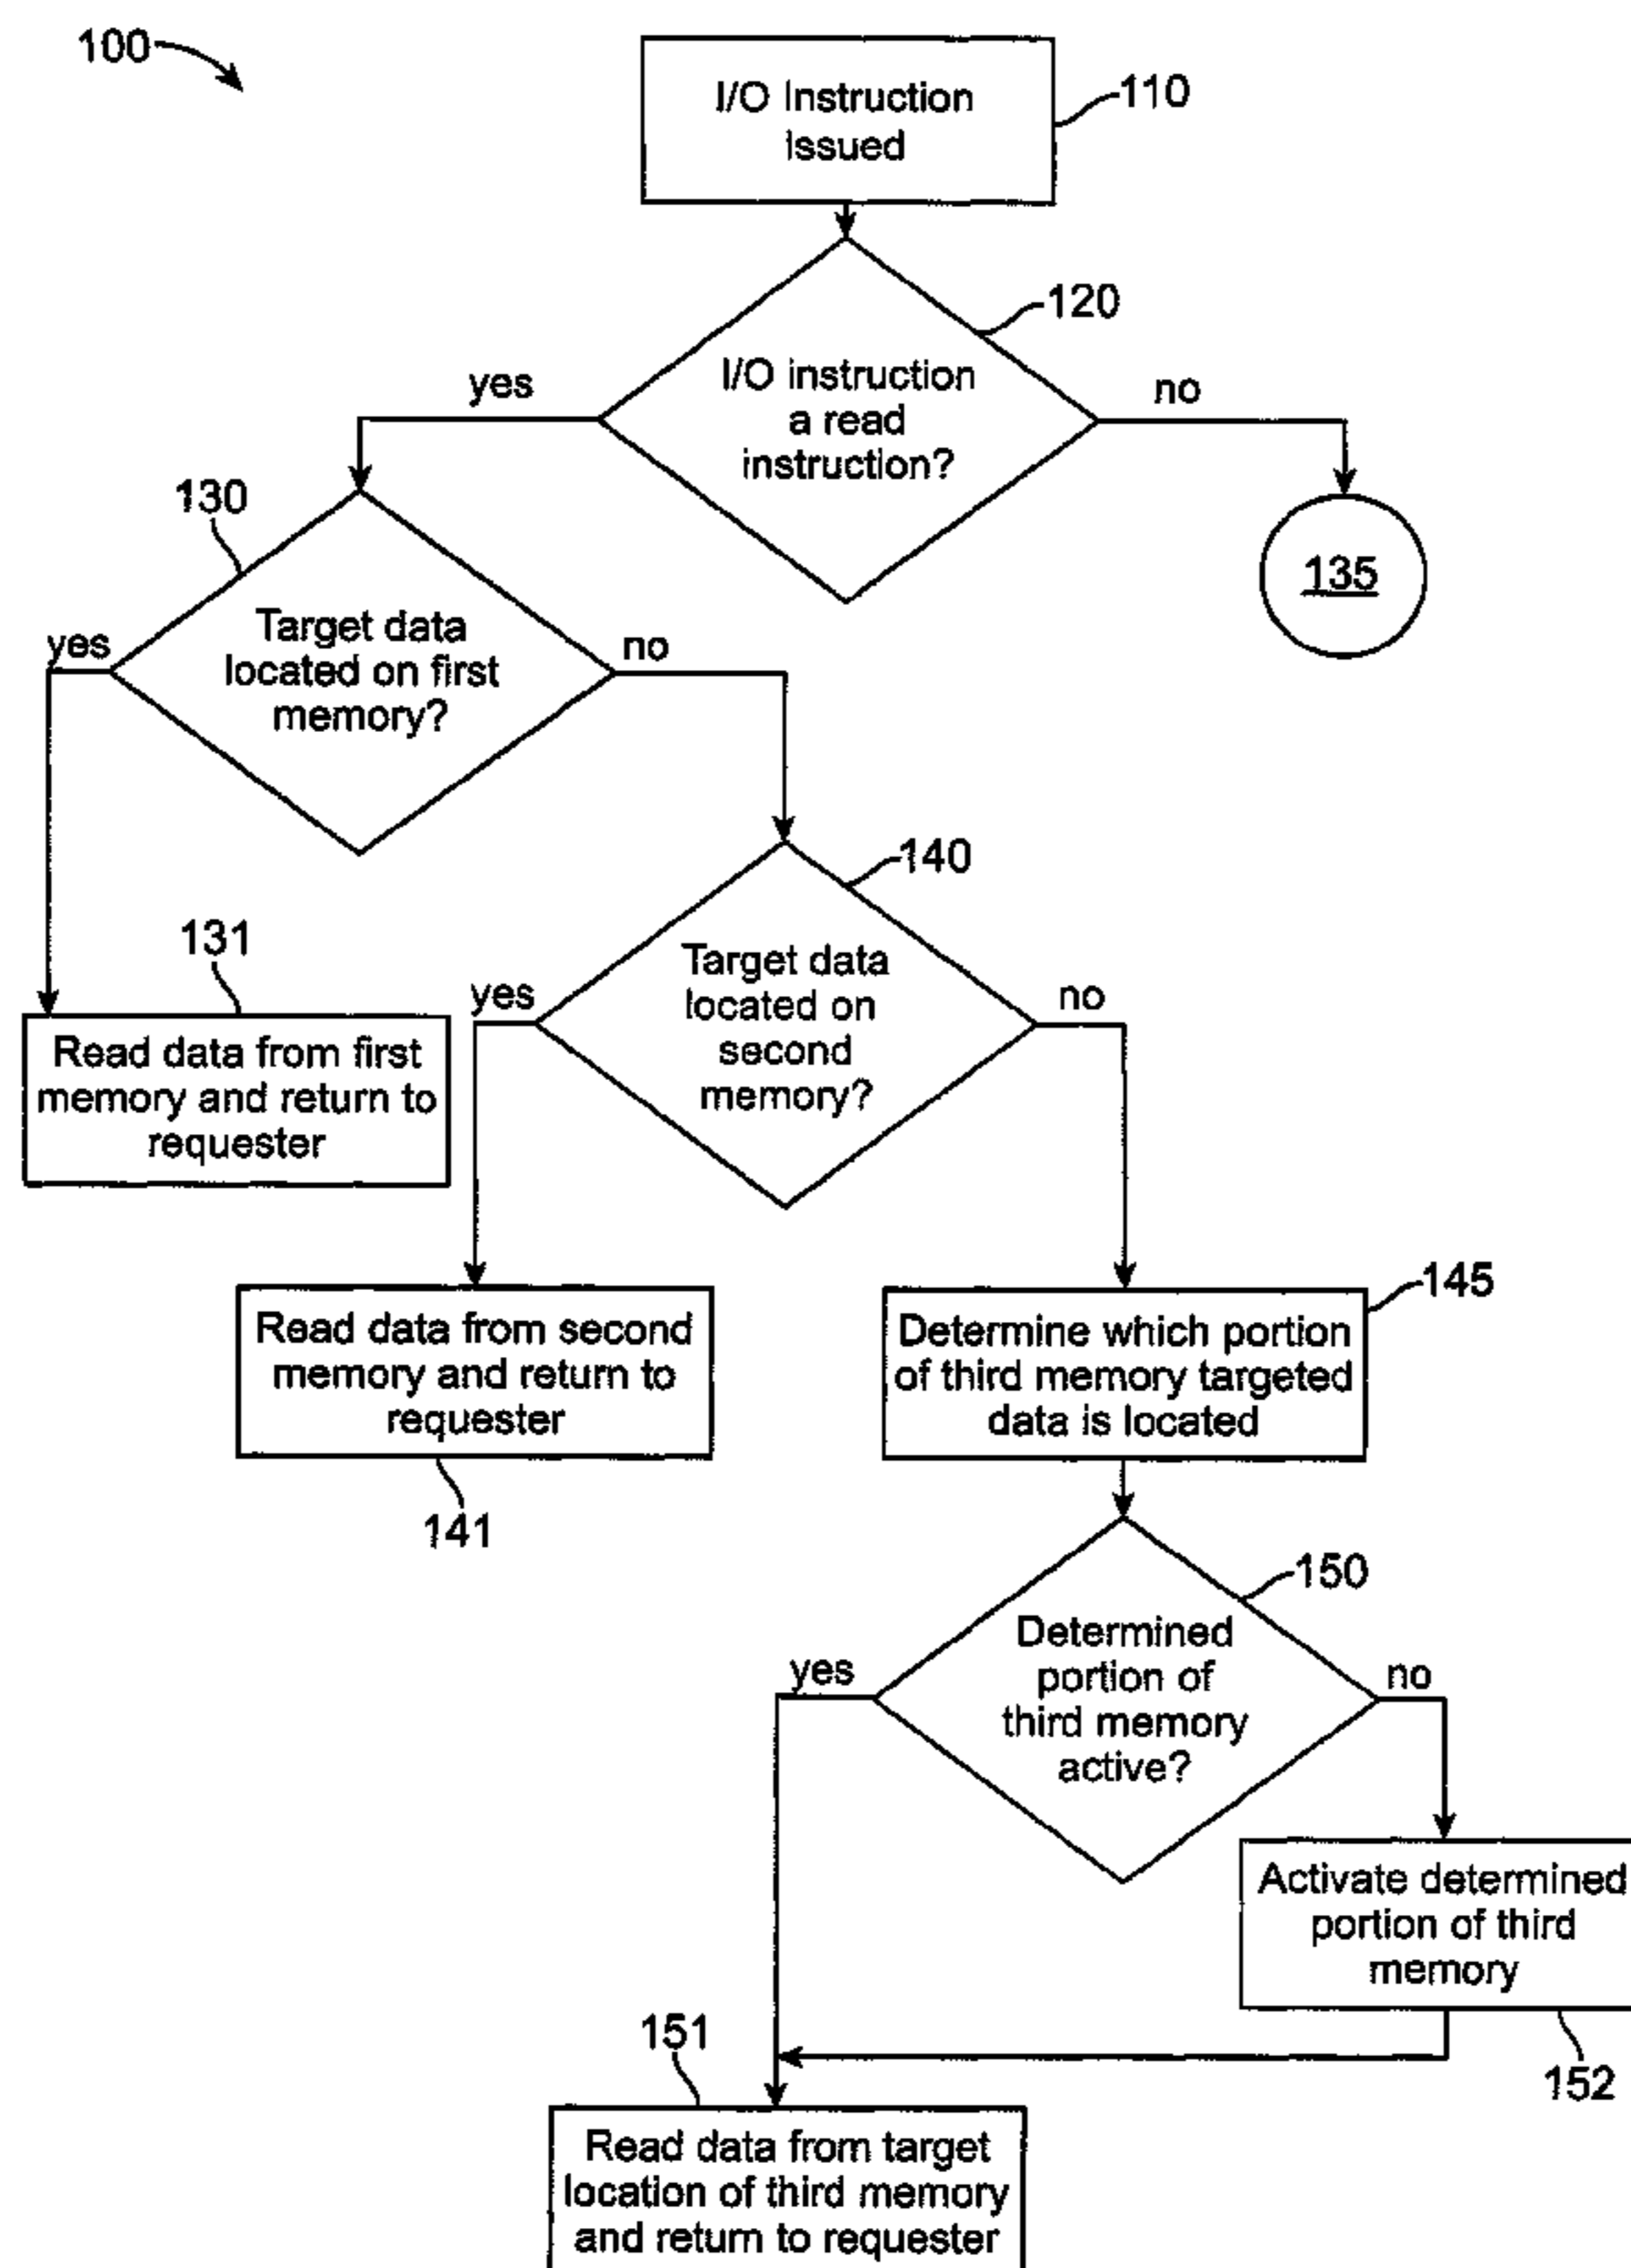 100
I/O Instruction
Issued
110
120
I/O instruction
a read
instruction?
yes
no
135
130
Target data
located on first
memory?
yes
no
131
Read data from first
memory and return to
requester
140
Target data
located on
second
memory?
yes
no
Read data from second
memory and return to
requester
141
145
Determine which portion
of third memory targeted
data is located
150
Determined
portion of
third memory
active?
yes
no
Activate determined
portion of third
memory
152
151
Read data from target
location of third memory
and return to requester